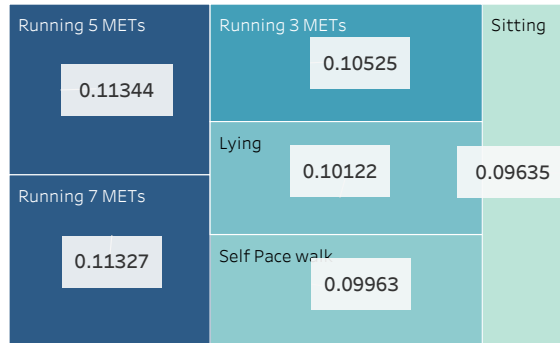 Running 5 METs
0.11344
Running 7 METs
0.11327
Running 3 METs
0.10525
Lying
0.10122
Self Pace walk
0.09963
Sitting
0.09635